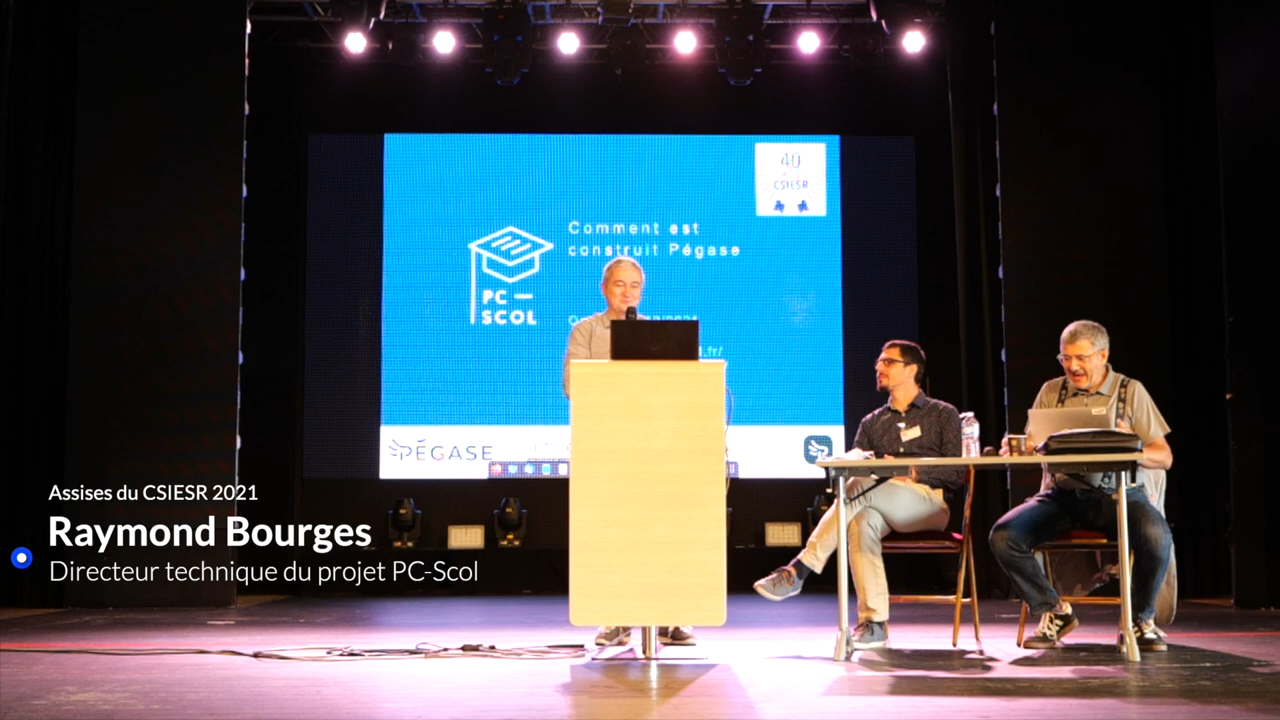 40
CSIESR
Comment est
construit Pégase
PC —
SCOL
.fr/
PÉGASE
Assises du CSIESR 2021
Raymond Bourges
Directeur technique du projet PC-Scol